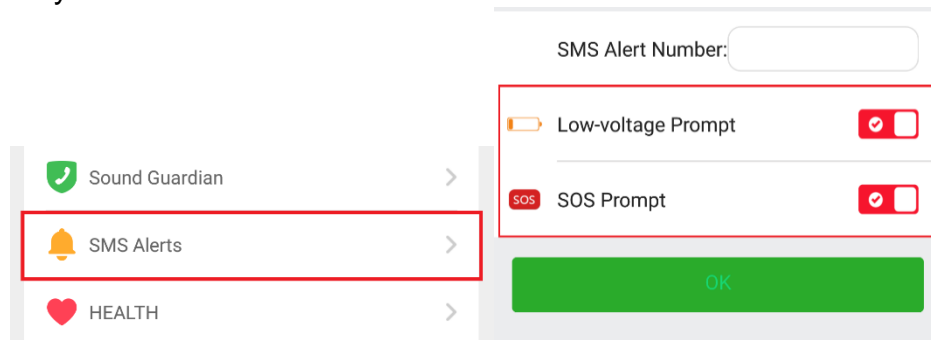 Sound Guardian
SMS Alerts
HEALTH
SMS Alert Number:
Low-voltage Prompt
SOS SOS Prompt
OK